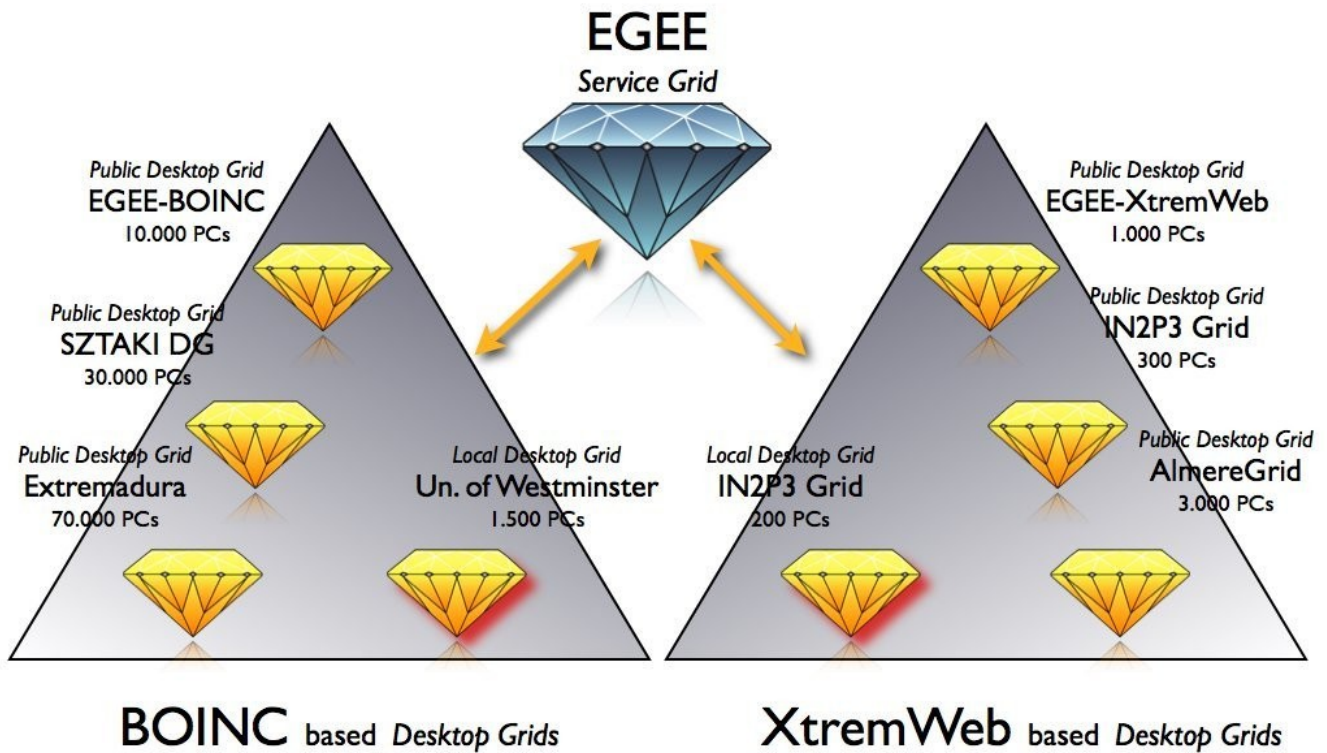 EGEE
Service Grid
Public Desktop Grid
EGEE-BOINC
10.000 PCs
Public Desktop Grid
SZTAKI DG
30.000 PCs
Public Desktop Grid
Extremadura
70.000 PCs
Local Desktop Grid
Un. of Westminster
1.500 PCs
Public Desktop Grid
EGEE-XtremWeb
1.000 PCs
Public Desktop Grid
IN2P3 Grid
300 PCs
Local Desktop Grid
IN2P3 Grid
200 PCs
Public Desktop Grid
AlmereGrid
3.000 PCs
BOINC based Desktop Grids
XtremWeb based Desktop Grids